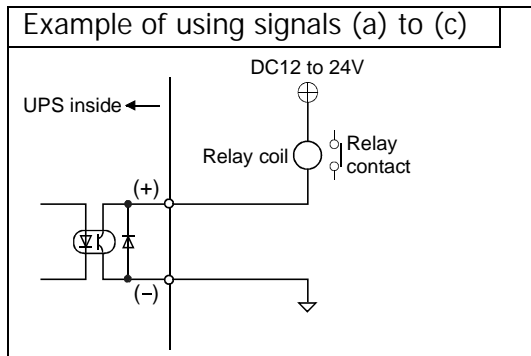 Example of using signals (a) to (c)
DC12 to 24V
UPS inside
Relay coil
Relay
contact
(+)
(−)